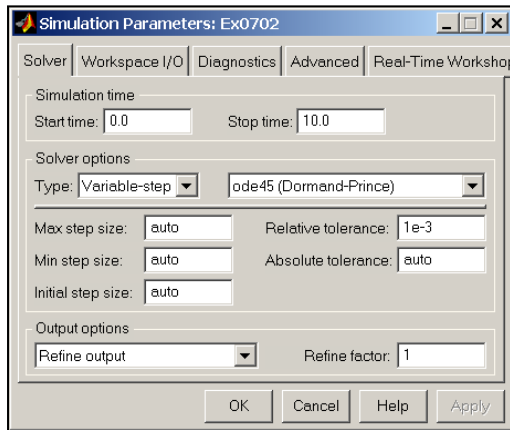 Simulation Parameters: Ex0702
Solver Workspace I/O Diagnostics Advanced Real-Time Workshop
Simulation time
Start time: 0.0 Stop time: 10.0
Solver options
Type: Variable-step ode45 (Dormand-Prince)
Max step size: auto Relative tolerance: 1e-3
Min step size: auto Absolute tolerance: auto
Initial step size: auto
Output options
Refine output Refine factor: 1
OK Cancel Help Apply